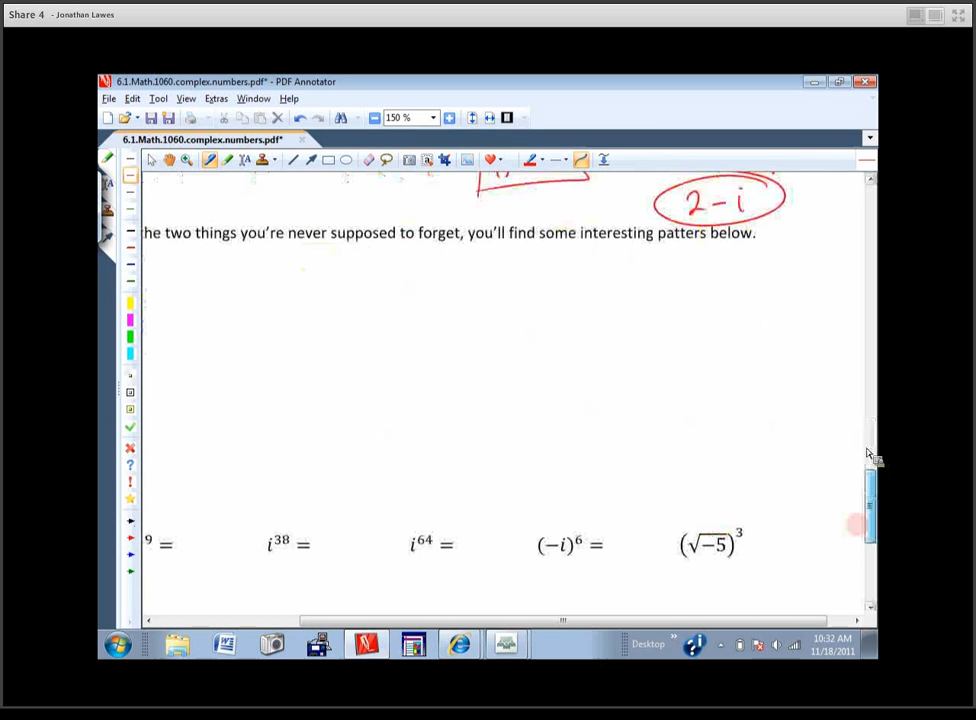 Share 4 - Jonathan Lawes
6.1.Math.1060.complex.numbers.pdf* - PDF Annotator
File Edit Tool View Extras Window Help
150 %
6.1.Math.1060.complex.numbers.pdf*
2 - i
he two things you're never supposed to forget, you'll find some interesting patters below.
⁹ = i³⁸ = i⁶⁴ = (−i)⁶ = (√−5)³
Desktop
10:32 AM
11/18/2011